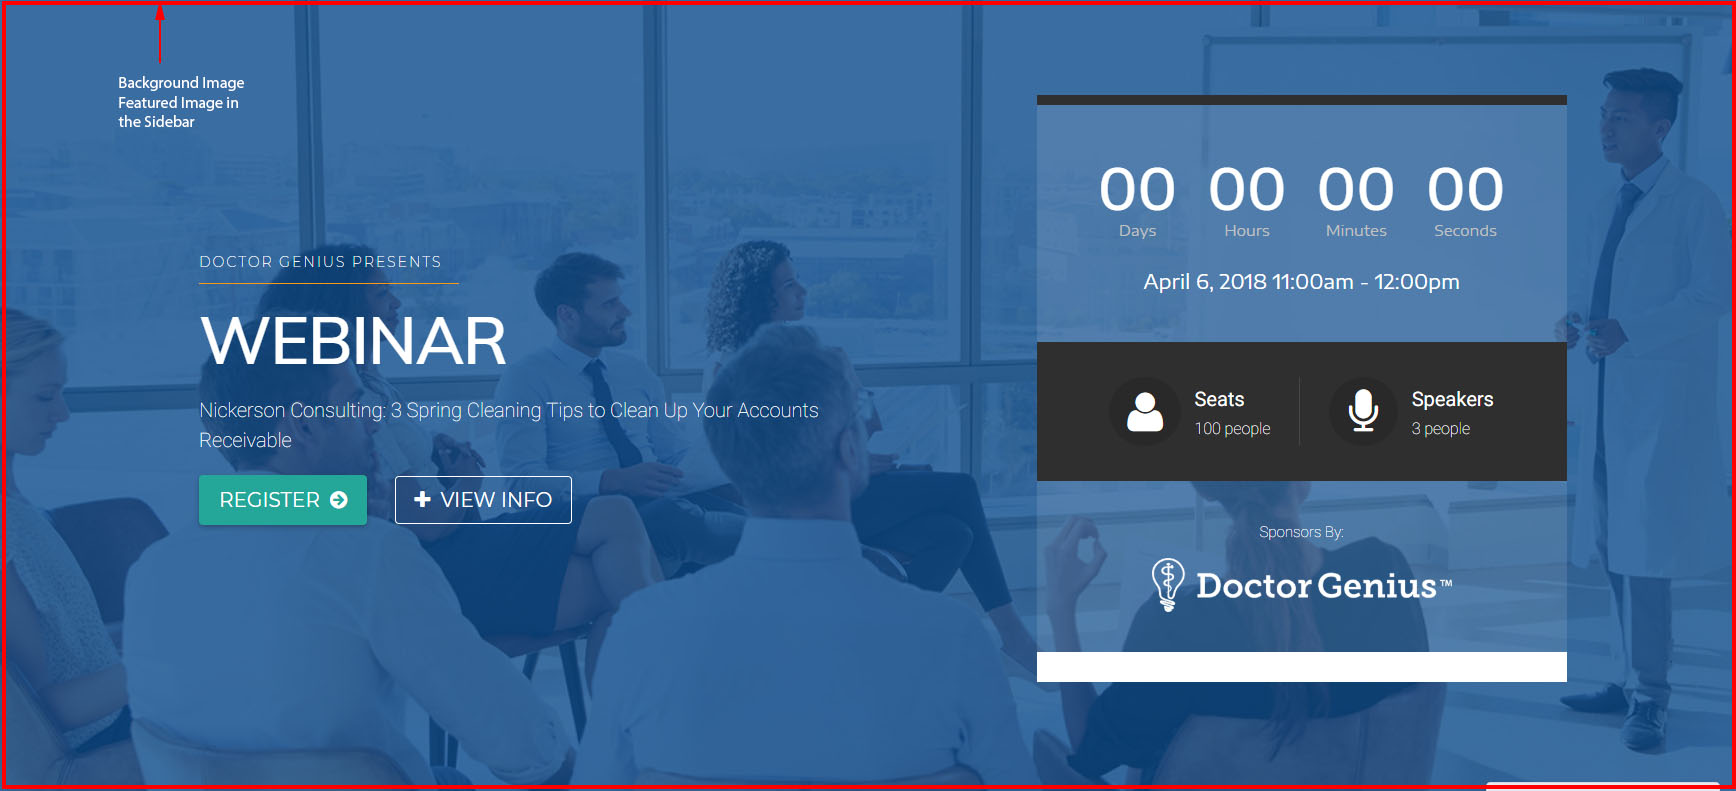 Background Image
Featured Image in
the Sidebar
DOCTOR GENIUS PRESENTS
WEBINAR
Nickerson Consulting: 3 Spring Cleaning Tips to Clean Up Your Accounts
Receivable
REGISTER
VIEW INFO
00 00 00 00
Days Hours Minutes Seconds
April 6, 2018 11:00am - 12:00pm
Seats
100 people
Speakers
3 people
Sponsors By:
Doctor Genius™